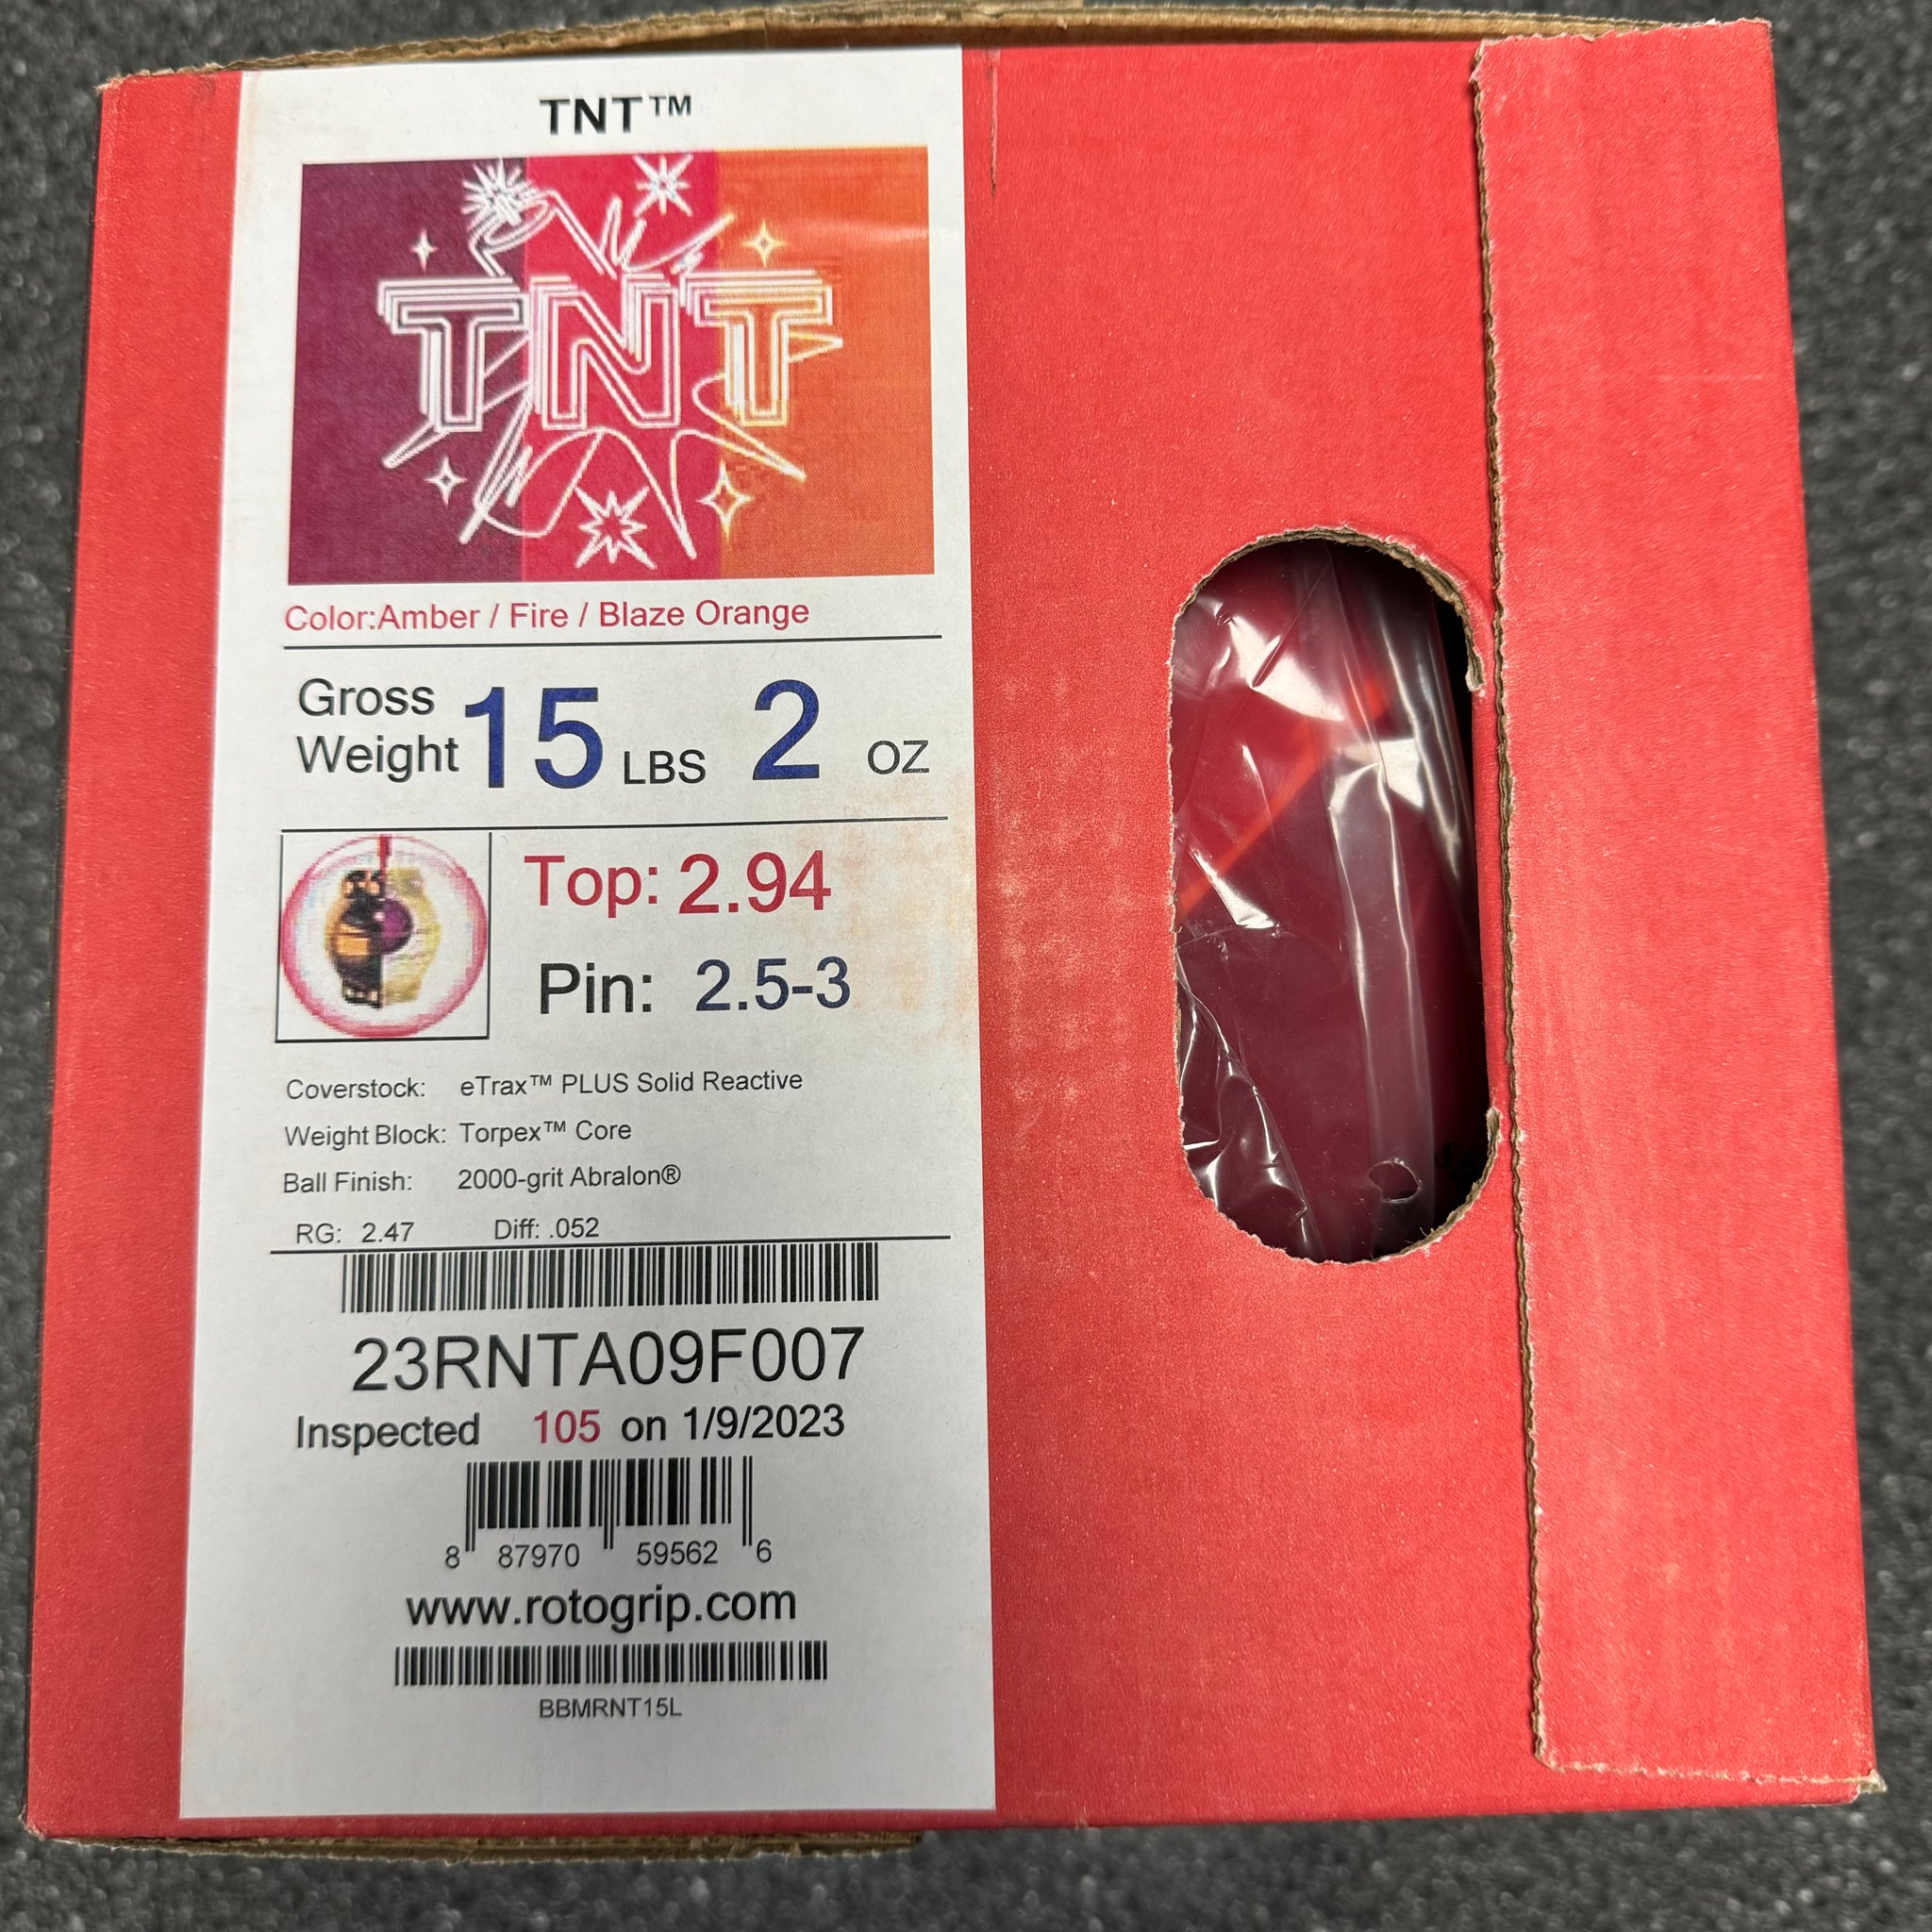 TNT™
TNT
Color:Amber / Fire / Blaze Orange
Gross Weight 15 LBS 2 OZ
Top: 2.94
Pin: 2.5-3
Coverstock: eTrax™ PLUS Solid Reactive
Weight Block: Torpex™ Core
Ball Finish: 2000-grit Abralon®
RG: 2.47 Diff: .052
23RNTA09F007
Inspected 105 on 1/9/2023
8 87970 59562 6
www.rotogrip.com
BBMRNT15L